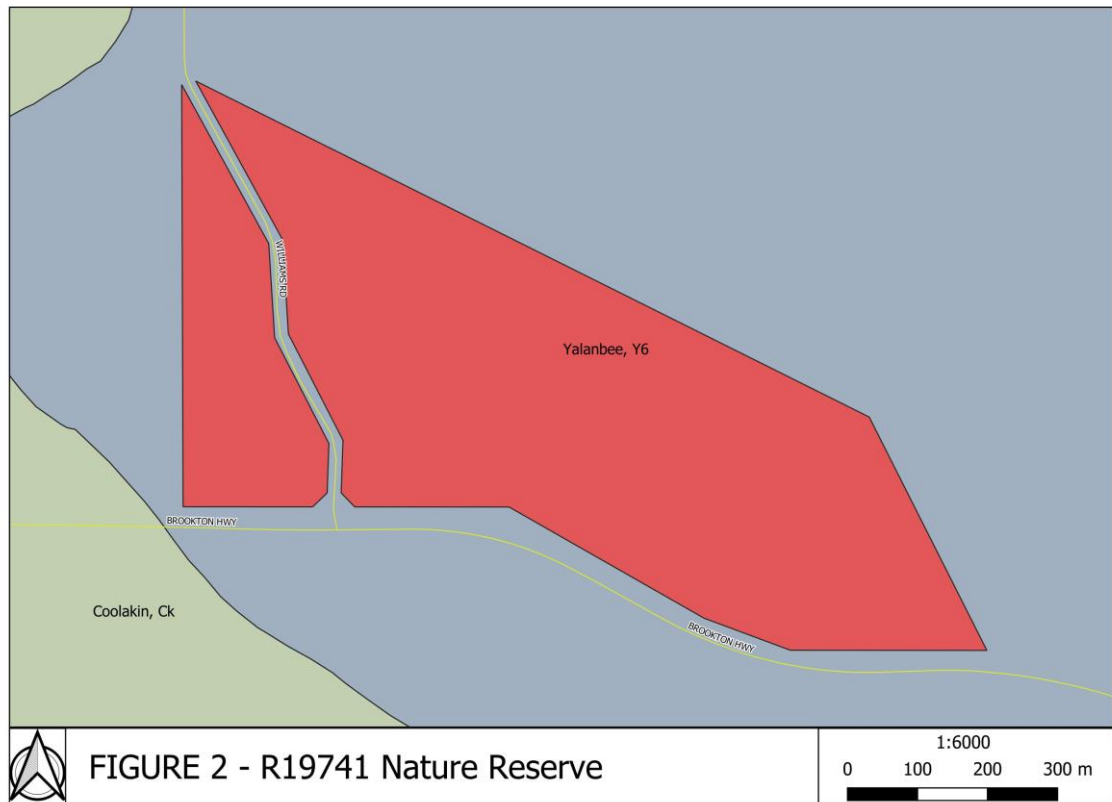 WILLIAMS RD
Yalanbee, Y6
BROOKTON HWY
Coolakin, Ck
BROOKTON HWY
FIGURE 2 - R19741 Nature Reserve
1:6000
0 100 200 300 m